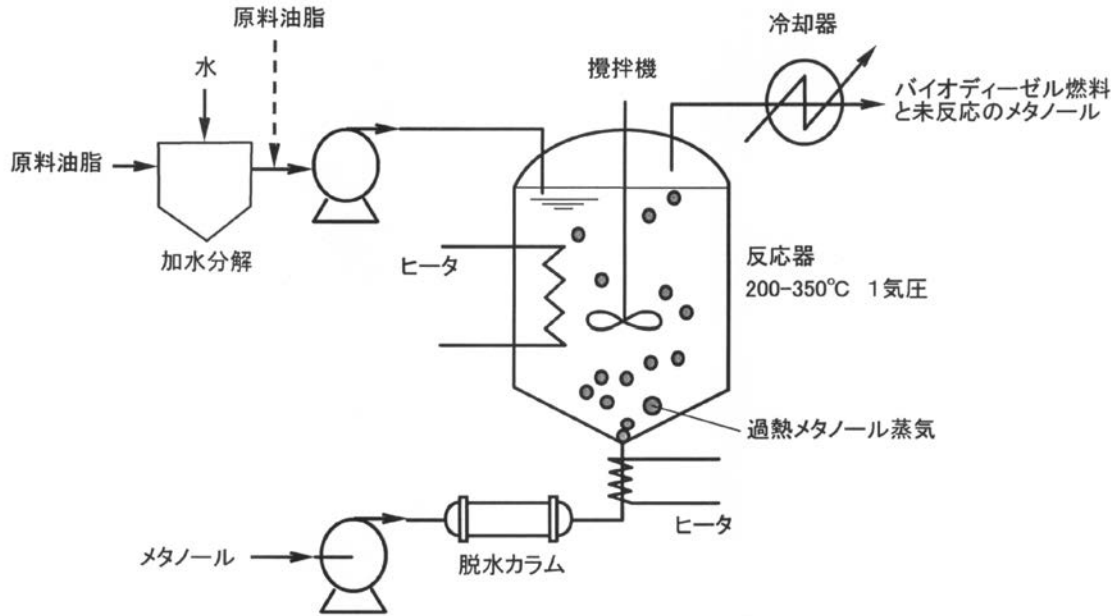 原料油脂
冷却器
水
攪拌機
バイオディーゼル燃料
と未反応のメタノール
原料油脂
加水分解
ヒータ
反応器
200-350℃ 1気圧
過熱メタノール蒸気
ヒータ
メタノール
脱水カラム